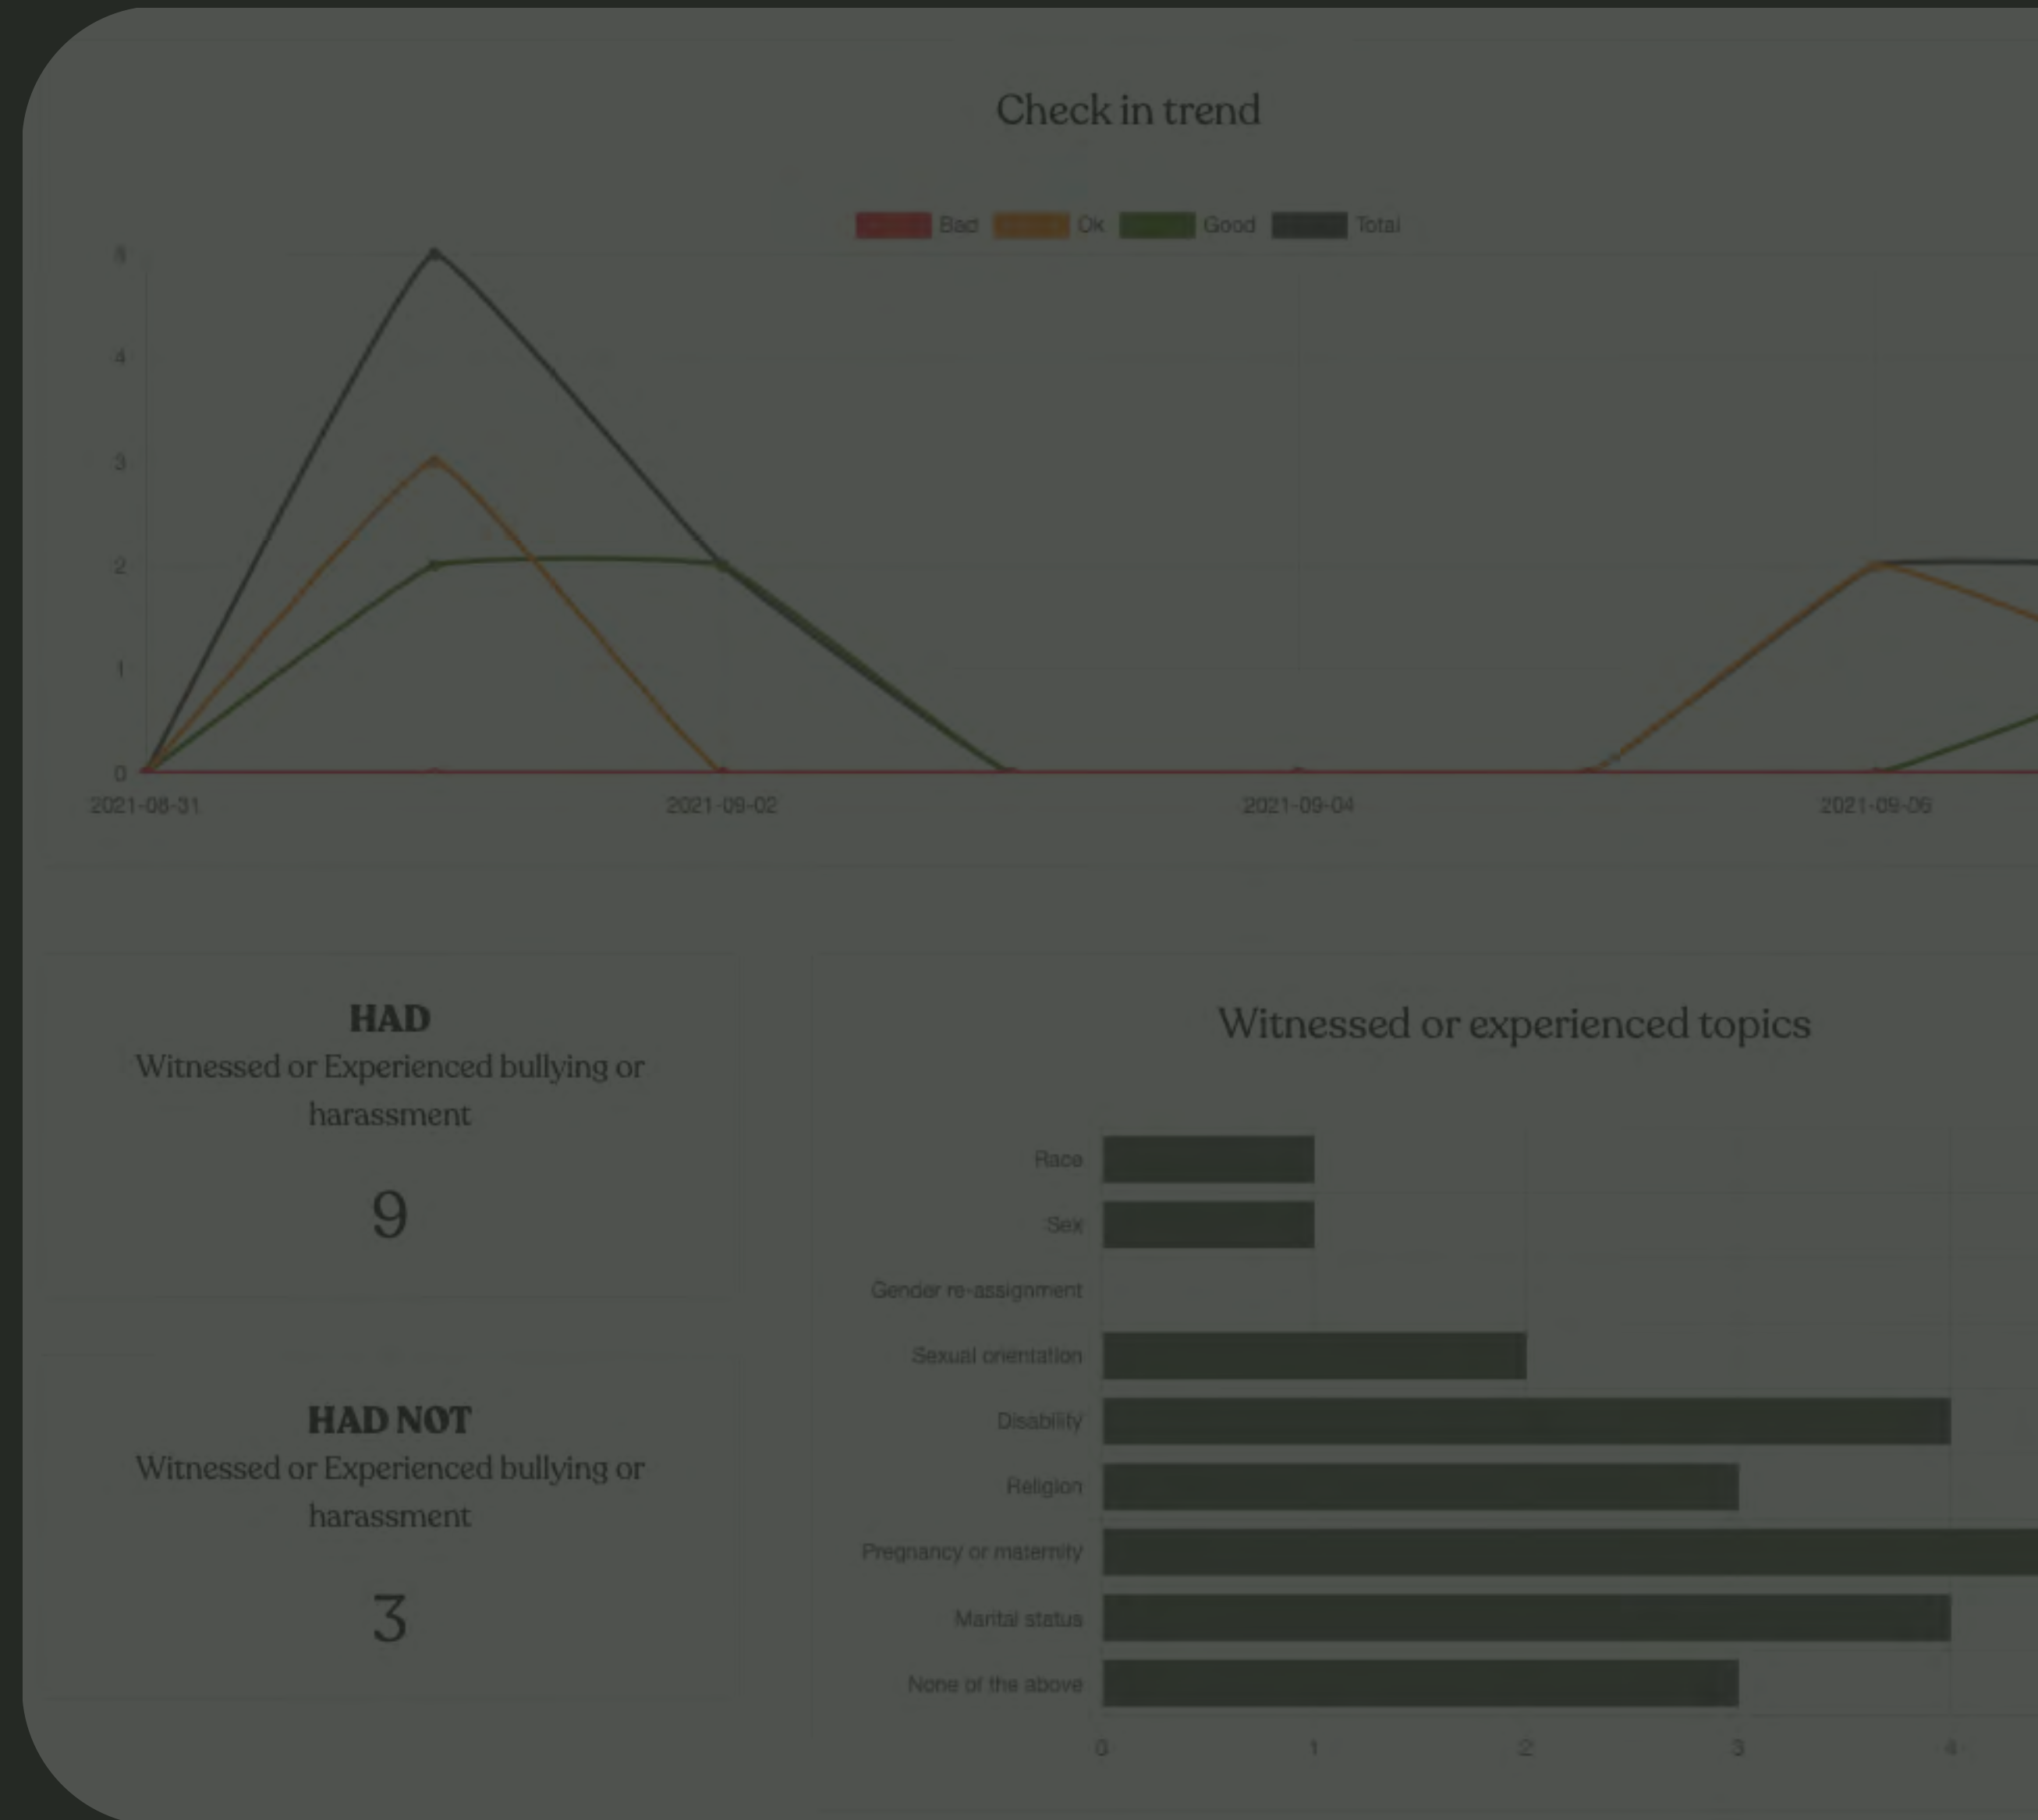 Check in trend
Bad Ok Good Total
5
4
3
2
1
0
2021-08-31 2021-09-02 2021-09-04 2021-09-06
HAD
Witnessed or Experienced bullying or
harassment
9
HAD NOT
Witnessed or Experienced bullying or
harassment
3
Witnessed or experienced topics
Race
Sex
Gender re-assignment
Sexual orientation
Disability
Religion
Pregnancy or maternity
Marital status
None of the above
0 1 2 3 4